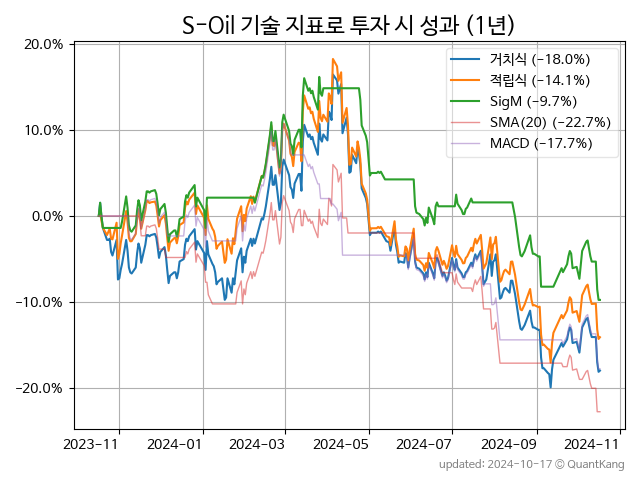 S-Oil 기술 지표로 투자 시 성과 (1년)
20.0%
10.0%
0.0%
−10.0%
−20.0%
거치식 (−18.0%)
적립식 (−14.1%)
SigM (−9.7%)
SMA(20) (−22.7%)
MACD (−17.7%)
2023-11 2024-01 2024-03 2024-05 2024-07 2024-09 2024-11
updated: 2024-10-17 © QuantKang